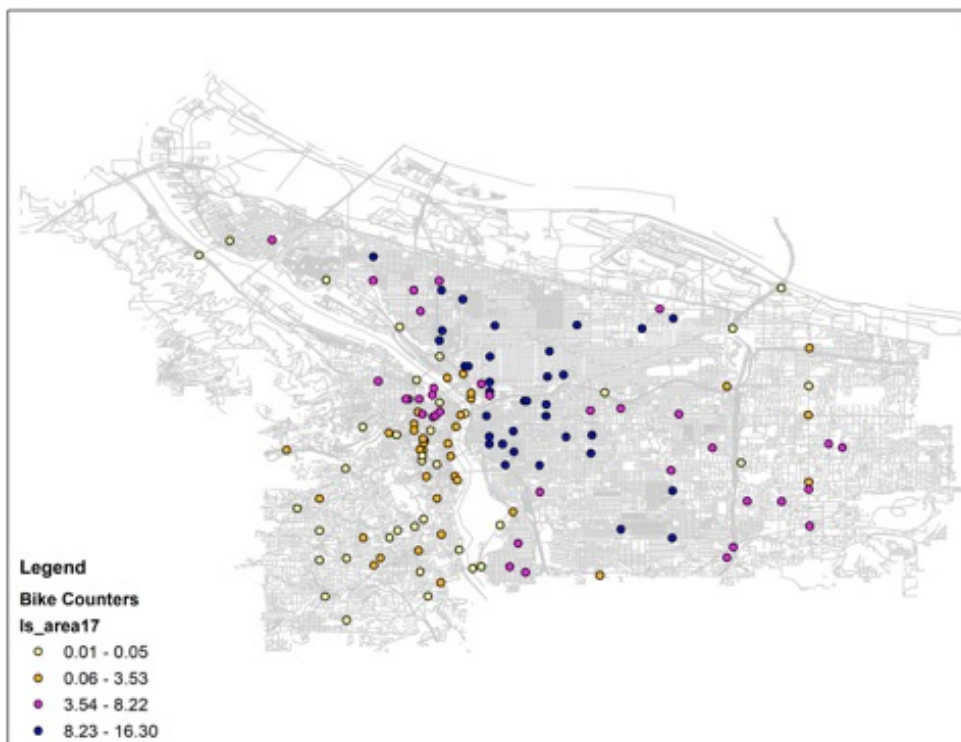 Legend
Bike Counters
ls_area17
0.01 - 0.05
0.06 - 3.53
3.54 - 8.22
8.23 - 16.30